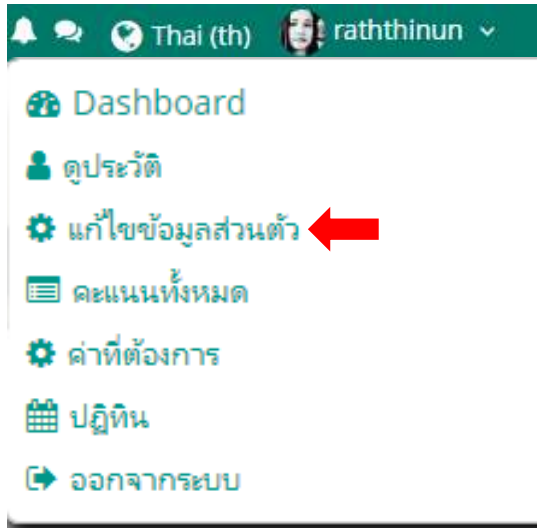 Thai (th) raththinun
Dashboard
ดูประวัติ
แก้ไขข้อมูลส่วนตัว
คะแนนทั้งหมด
ค่าที่ต้องการ
ปฏิทิน
ออกจากระบบ